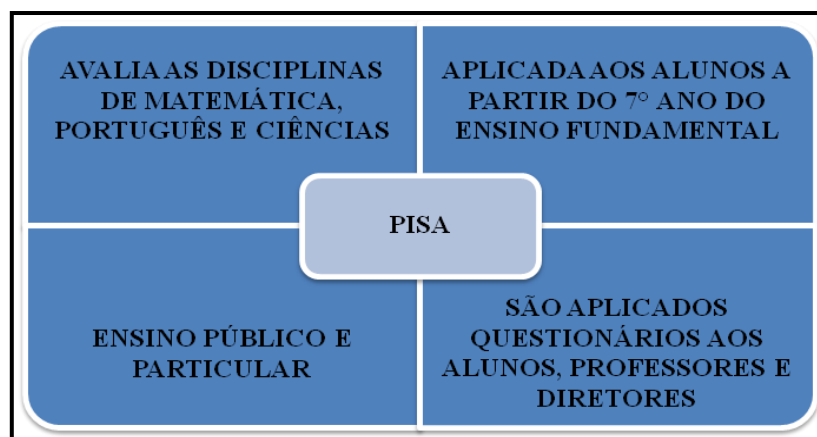 AVALIA AS DISCIPLINAS
DE MATEMÁTICA,
PORTUGUÊS E CIÊNCIAS
APLICADA AOS ALUNOS A
PARTIR DO 7° ANO DO
ENSINO FUNDAMENTAL
PISA
ENSINO PÚBLICO E
PARTICULAR
SÃO APLICADOS
QUESTIONÁRIOS AOS
ALUNOS, PROFESSORES E
DIRETORES